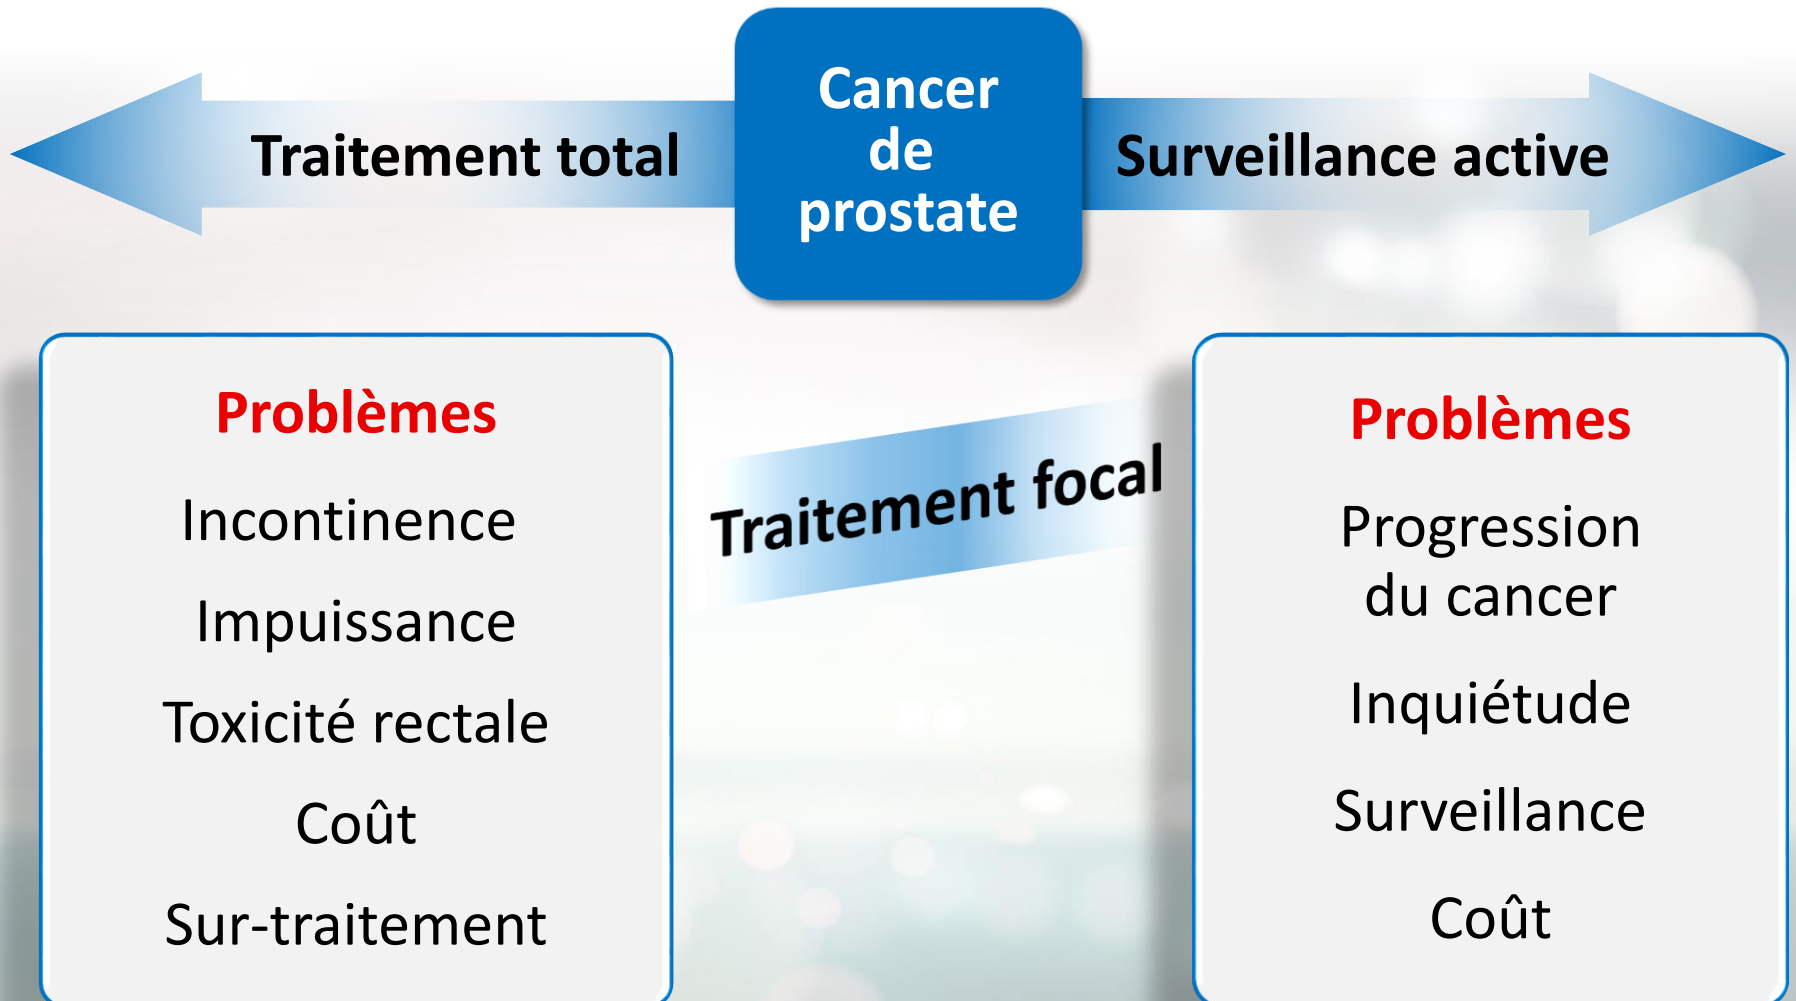 Cancer
de
prostate
Traitement total
Surveillance active
Problèmes
Incontinence
Impuissance
Toxicité rectale
Coût
Sur-traitement
Traitement focal
Problèmes
Progression
du cancer
Inquiétude
Surveillance
Coût